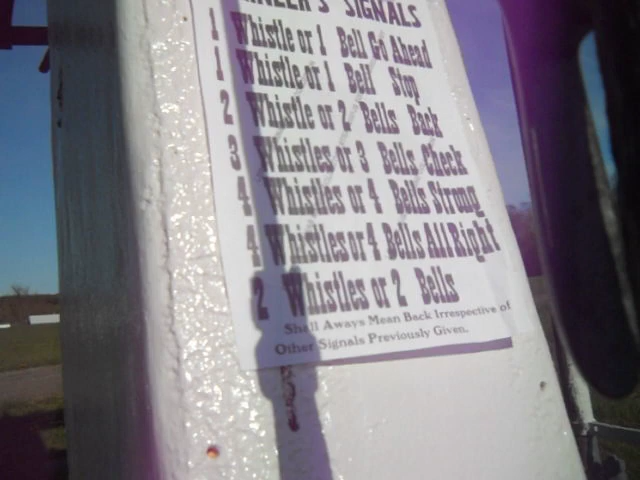 SIGNALS
1 Whistle or 1 Bell Go Ahead
1 Whistle or 1 Bell Stop
2 Whistle or 2 Bells Back
3 Whistles or 3 Bells Check
4 Whistles or 4 Bells Strong
4 Whistles or 4 Bells All Right
2 Whistles or 2 Bells
Shall Aways Mean Back Irrespective of
Other Signals Previously Given.